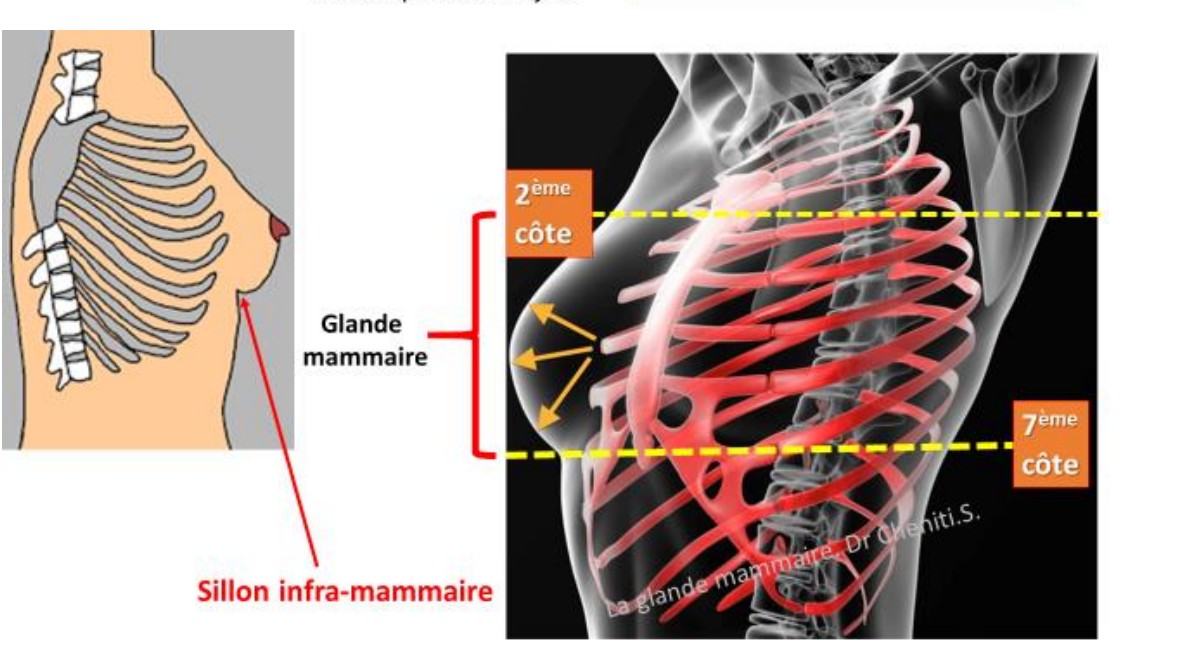 2ème
côte
Glande
mammaire
7ème
côte
La glande mammaire. Dr Cheniti.S.
Sillon infra-mammaire